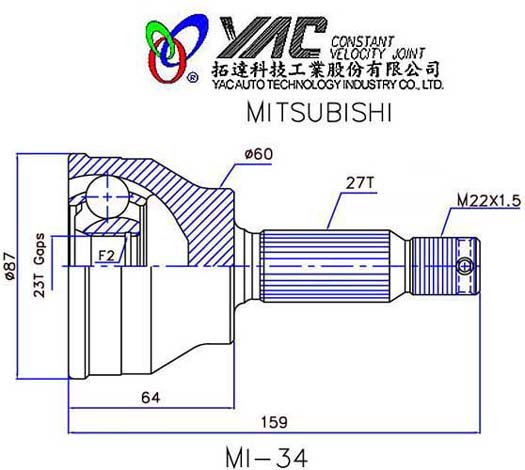 YAC CONSTANT
VELOCITY JOINT
®
拓達科技工業股份有限公司
YAC AUTO TECHNOLOGY INDUSTRY CO., LTD.
MITSUBISHI
ø60
27T
M22X1.5
ø87
23T Gaps
F2
64
159
MI-34